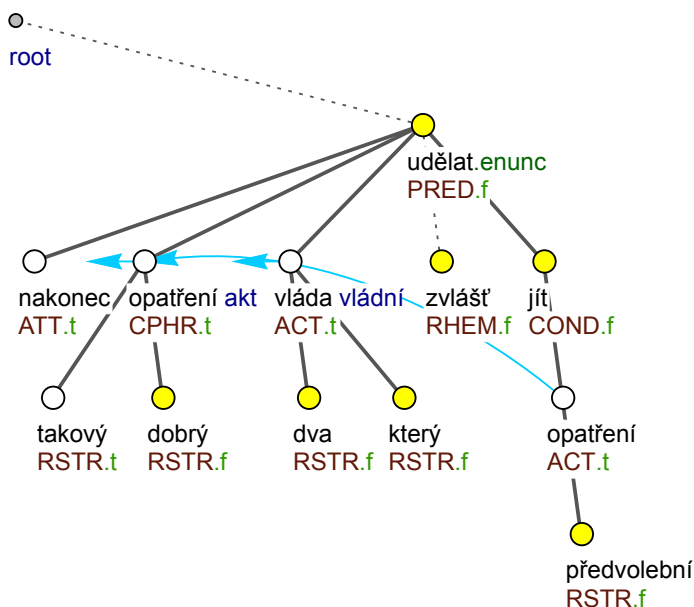 root
udělat.enunc
PRED.f
nakonec opatření akt vláda vládní zvlášť jít
ATT.t CPHR.t ACT.t RHEM.f COND.f
takový dobrý dva který opatření
RSTR.t RSTR.f RSTR.f RSTR.f ACT.t
předvolební
RSTR.f